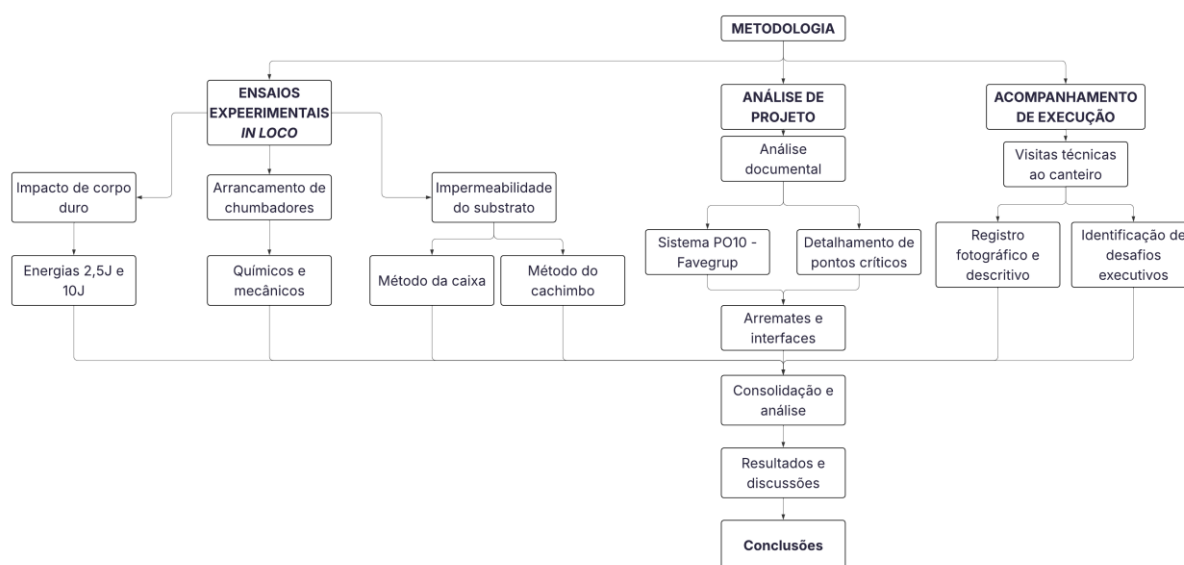 METODOLOGIA
ENSAIOS
EXPEERIMENTAIS
IN LOCO
ANÁLISE DE
PROJETO
ACOMPANHAMENTO
DE EXECUÇÃO
Análise
documental
Visitas técnicas
ao canteiro
Impacto de corpo
duro
Arrancamento de
chumbadores
Impermeabilidade
do substrato
Energias 2,5J e
10J
Químicos e
mecânicos
Método da caixa
Método do
cachimbo
Sistema PO10 -
Favegrup
Detalhamento de
pontos críticos
Registro
fotográfico e
descritivo
Identificação de
desafios
executivos
Arremates e
interfaces
Consolidação e
análise
Resultados e
discussões
Conclusões